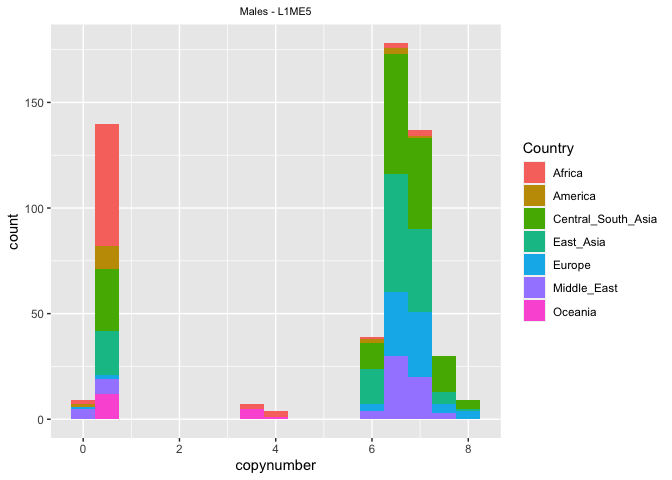 Males - L1ME5
150
100
50
0
count
0 2 4 6 8
copynumber
Country
Africa
America
Central_South_Asia
East_Asia
Europe
Middle_East
Oceania